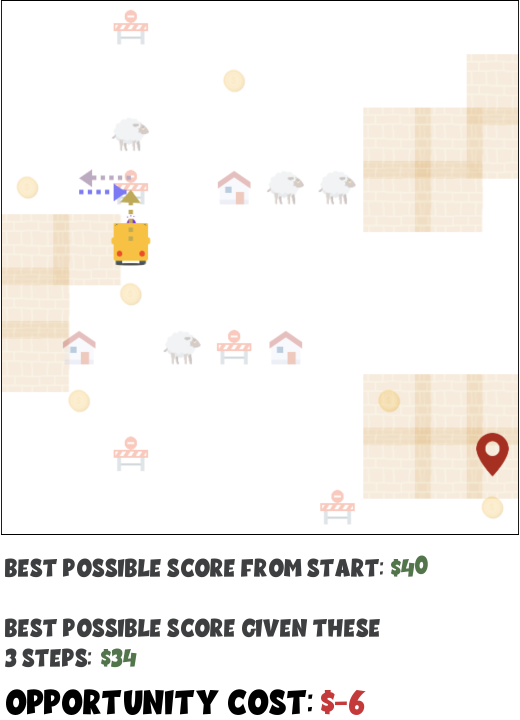 BEST POSSIBLE SCORE FROM START: $40
BEST POSSIBLE SCORE GIVEN THESE
3 STEPS: $34
OPPORTUNITY COST: $-6